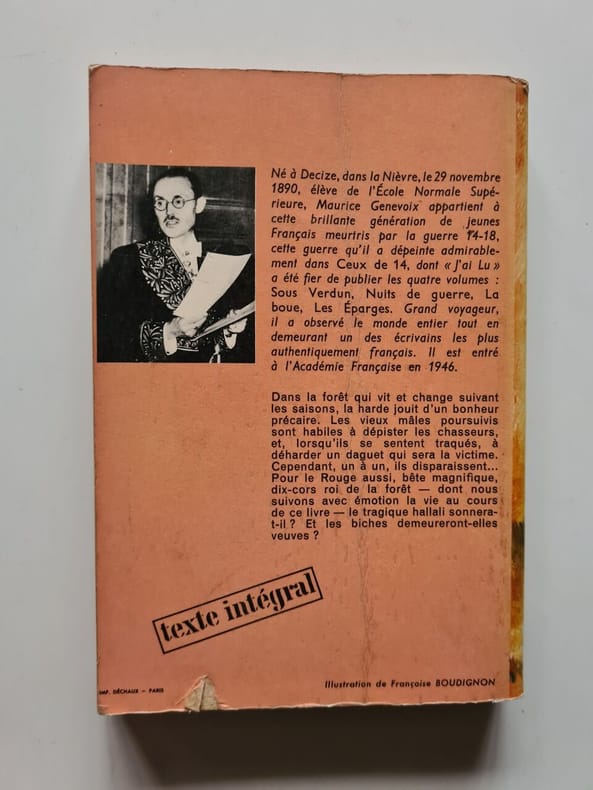 Né à Decize, dans la Nièvre, le 29 novembre
1890, élève de l'École Normale Supé-
rieure, Maurice Genevoix appartient à
cette brillante génération de jeunes
Français meurtris par la guerre 14-18,
cette guerre qu'il a dépeinte admirable-
ment dans Ceux de 14, dont « J'ai Lu »
a été fier de publier les quatre volumes :
Sous Verdun, Nuits de guerre, La
boue, Les Éparges. Grand voyageur,
il a observé le monde entier tout en
demeurant un des écrivains les plus
authentiquement français. Il est entré
à l'Académie Française en 1946.
Dans la forêt qui vit et change suivant
les saisons, la harde jouit d'un bonheur
précaire. Les vieux mâles poursuivis
sont habiles à dépister les chasseurs,
et, lorsqu'ils se sentent traqués, à
déharder un daguet qui sera la victime.
Cependant, un à un, ils disparaissent...
Pour le Rouge aussi, bête magnifique,
dix-cors roi de la forêt — dont nous
suivons avec émotion la vie au cours
de ce livre — le tragique hallali sonnera-
t-il ? Et les biches demeureront-elles
veuves ?
texte intégral
IMP. DÉCHAUX – PARIS
Illustration de Françoise BOUDIGNON